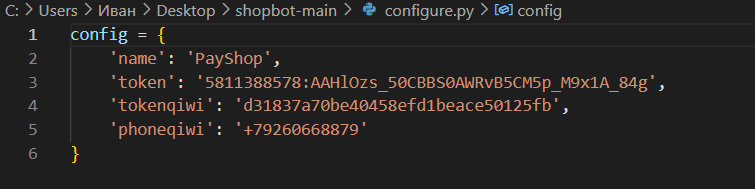 C: > Users > Иван > Desktop > shopbot-main > configure.py > config
1 config = {
2 'name': 'PayShop',
3 'token': '5811388578:AAHlOzs_50CBBS0AWRvB5CM5p_M9x1A_84g',
4 'tokenqiwi': 'd31837a70be40458efd1beace50125fb',
5 'phoneqiwi': '+79260668879'
6 }